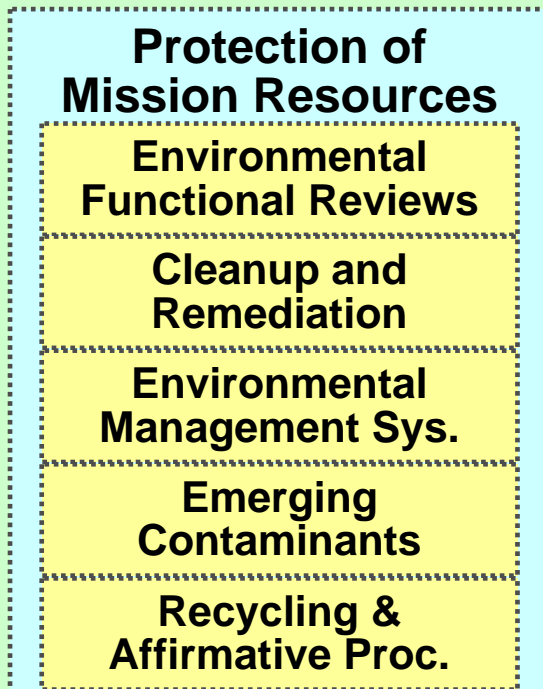 Protection of
Mission Resources
Environmental
Functional Reviews
Cleanup and
Remediation
Environmental
Management Sys.
Emerging
Contaminants
Recycling &
Affirmative Proc.